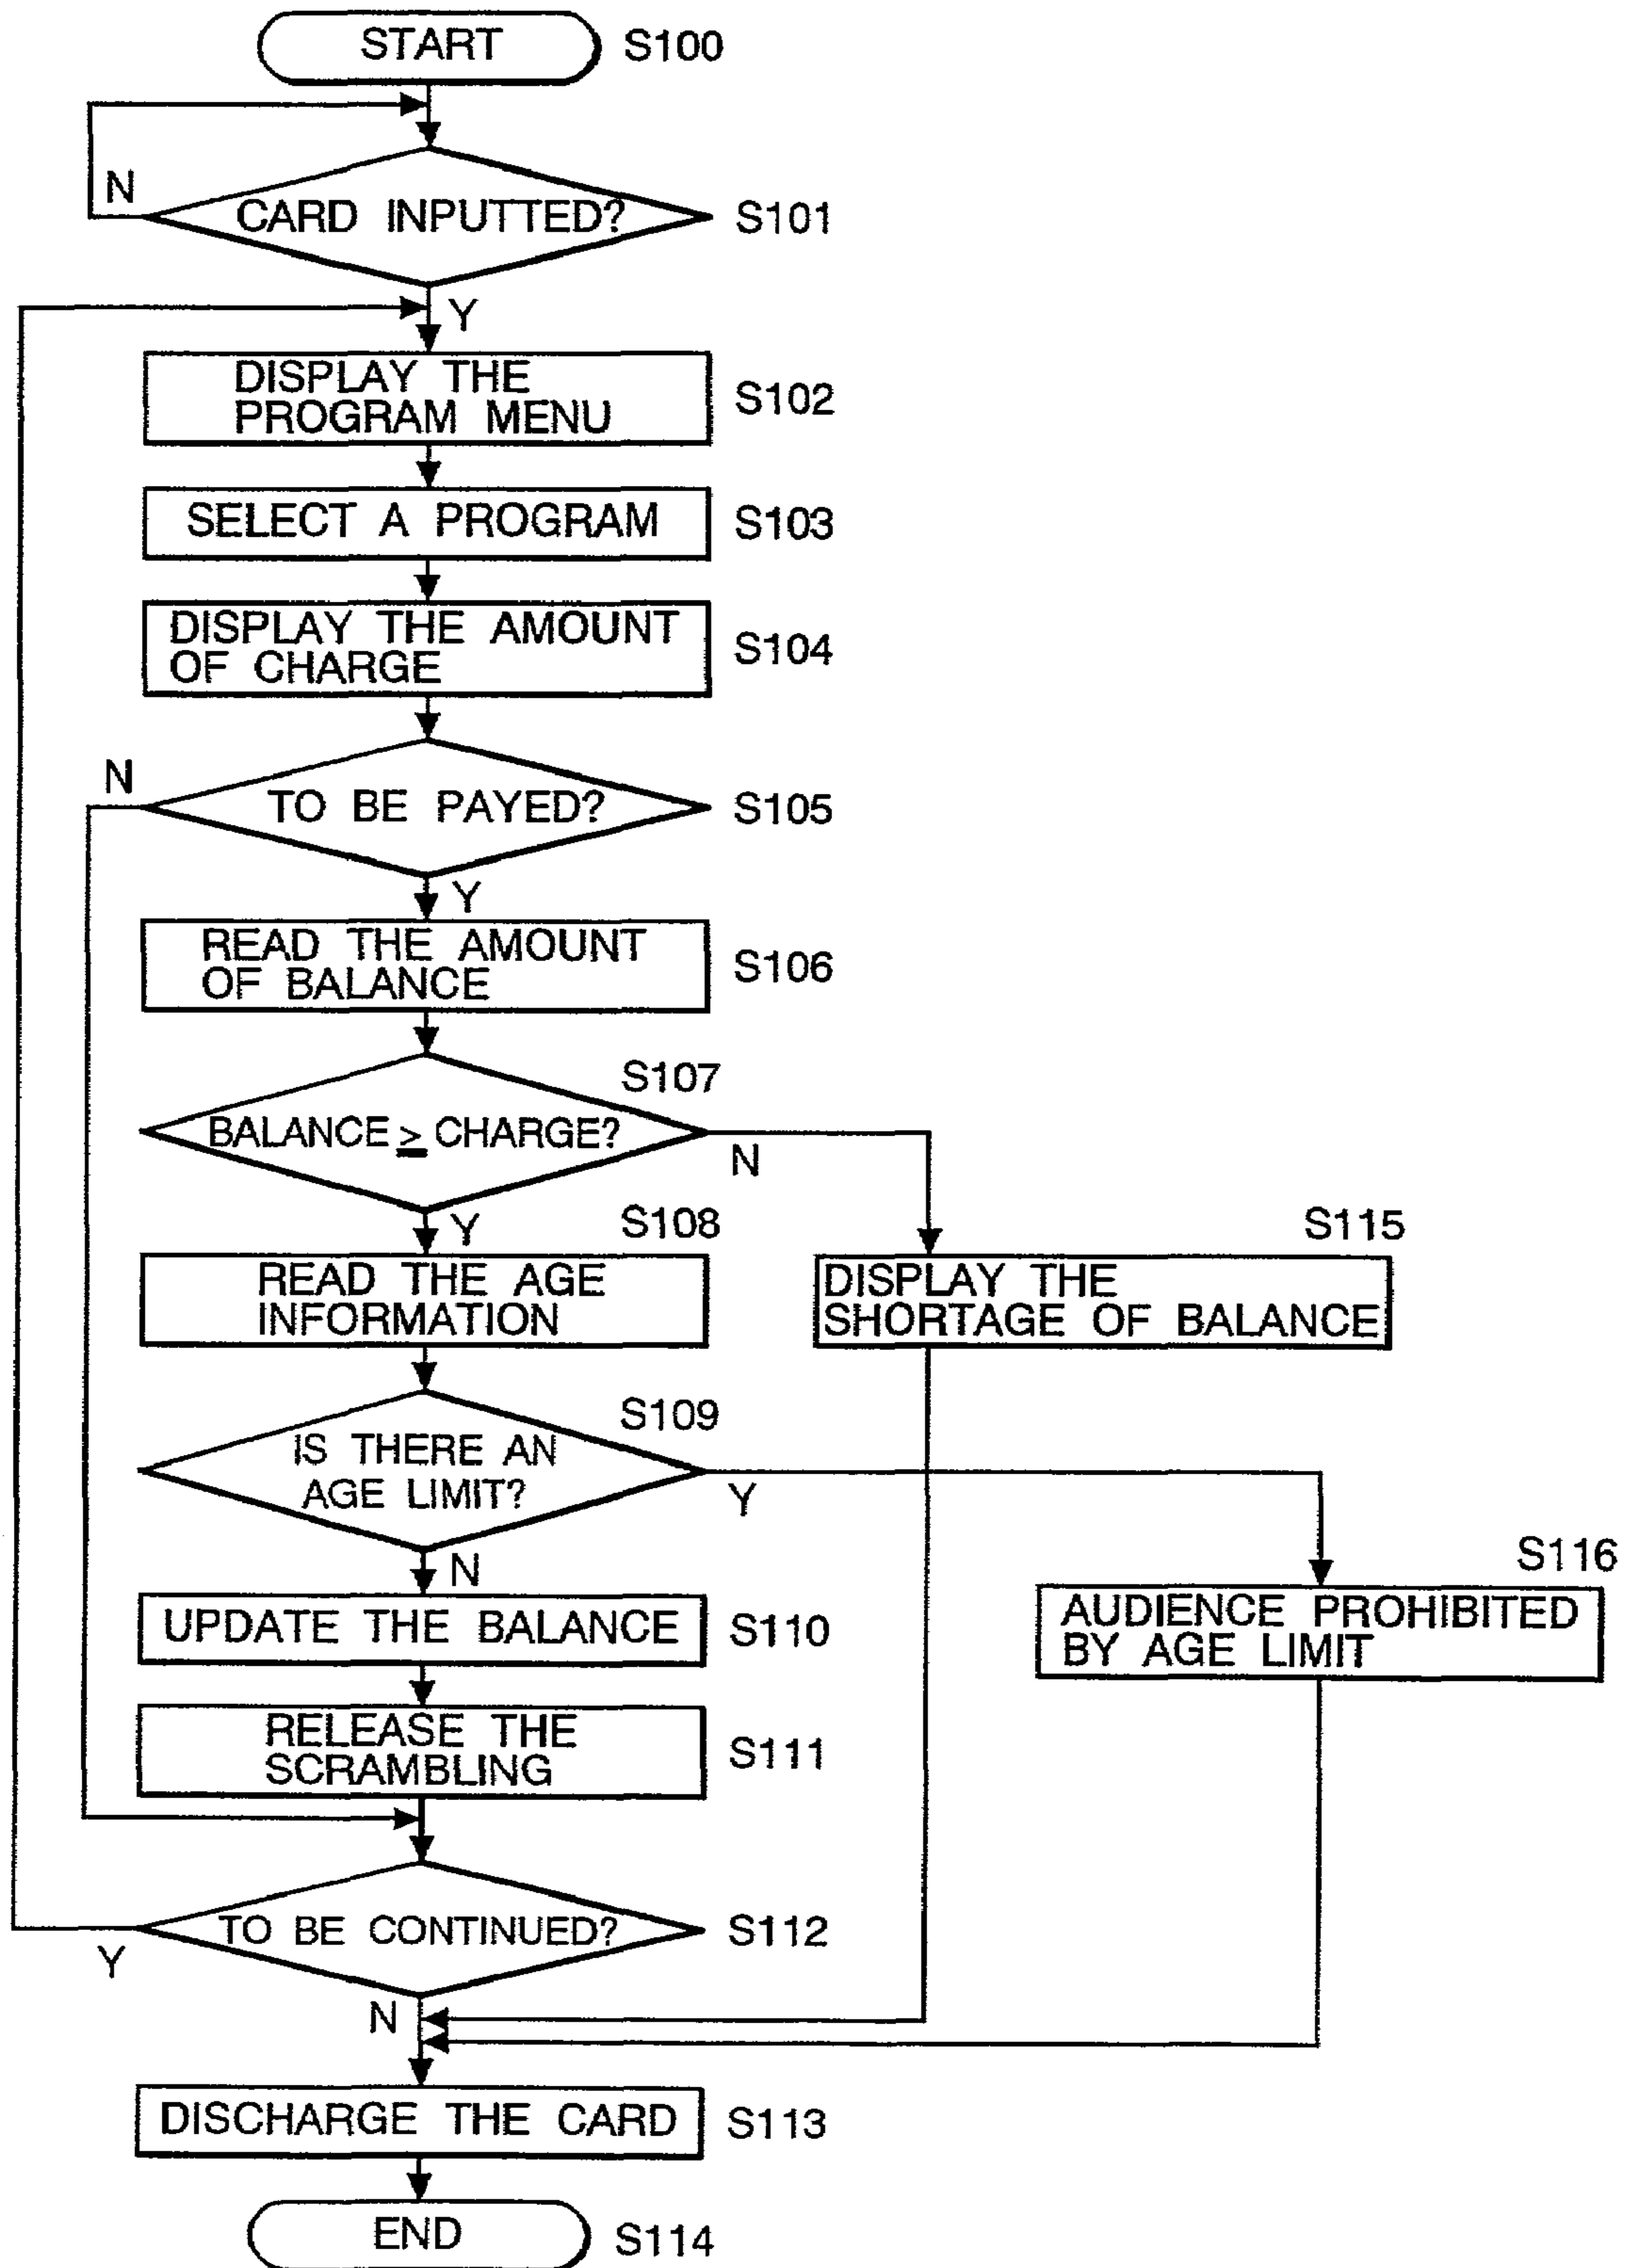 START
S100
N
CARD INPUTTED?
S101
Y
DISPLAY THE
PROGRAM MENU
S102
SELECT A PROGRAM
S103
DISPLAY THE AMOUNT
OF CHARGE
S104
N
TO BE PAYED?
S105
Y
READ THE AMOUNT
OF BALANCE
S106
S107
BALANCE ≥ CHARGE?
N
Y
S108
READ THE AGE
INFORMATION
S115
DISPLAY THE
SHORTAGE OF BALANCE
S109
IS THERE AN
AGE LIMIT?
Y
N
S116
AUDIENCE PROHIBITED
BY AGE LIMIT
UPDATE THE BALANCE
S110
RELEASE THE
SCRAMBLING
S111
TO BE CONTINUED?
S112
Y
N
DISCHARGE THE CARD
S113
END
S114